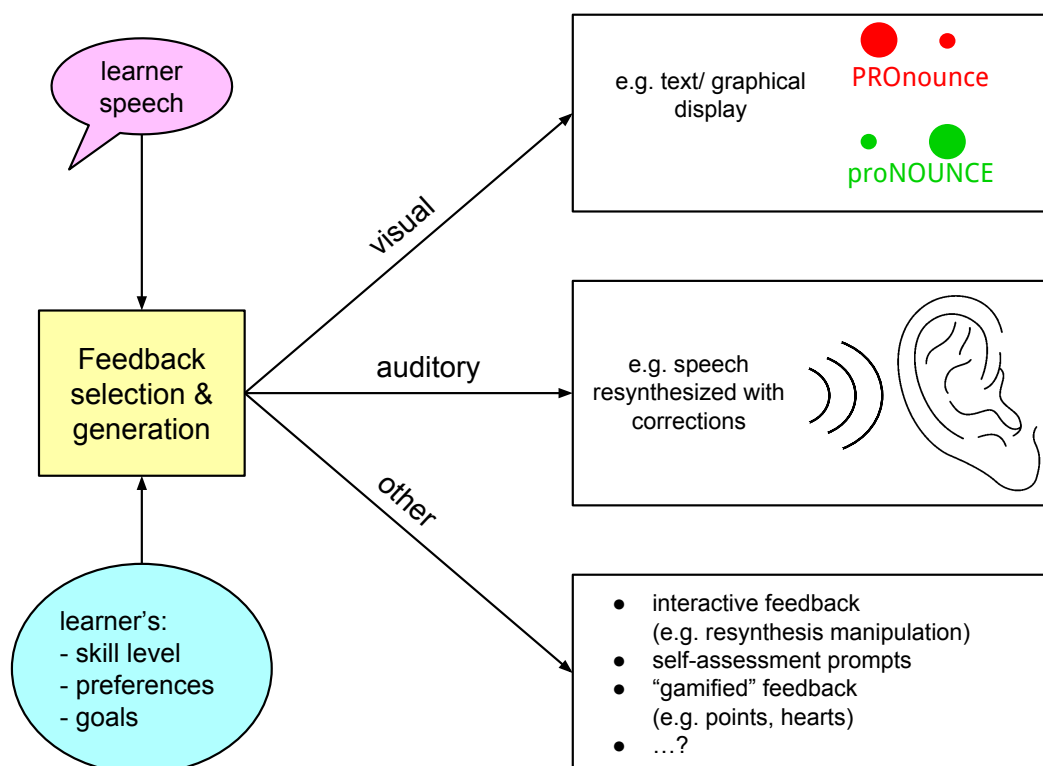 learner
speech
Feedback
selection &
generation
learner’s:
- skill level
- preferences
- goals
visual
auditory
other
e.g. text/ graphical
display
PROnounce
proNOUNCE
e.g. speech
resynthesized with
corrections
● interactive feedback
(e.g. resynthesis manipulation)
● self-assessment prompts
● “gamified” feedback
(e.g. points, hearts)
● …?